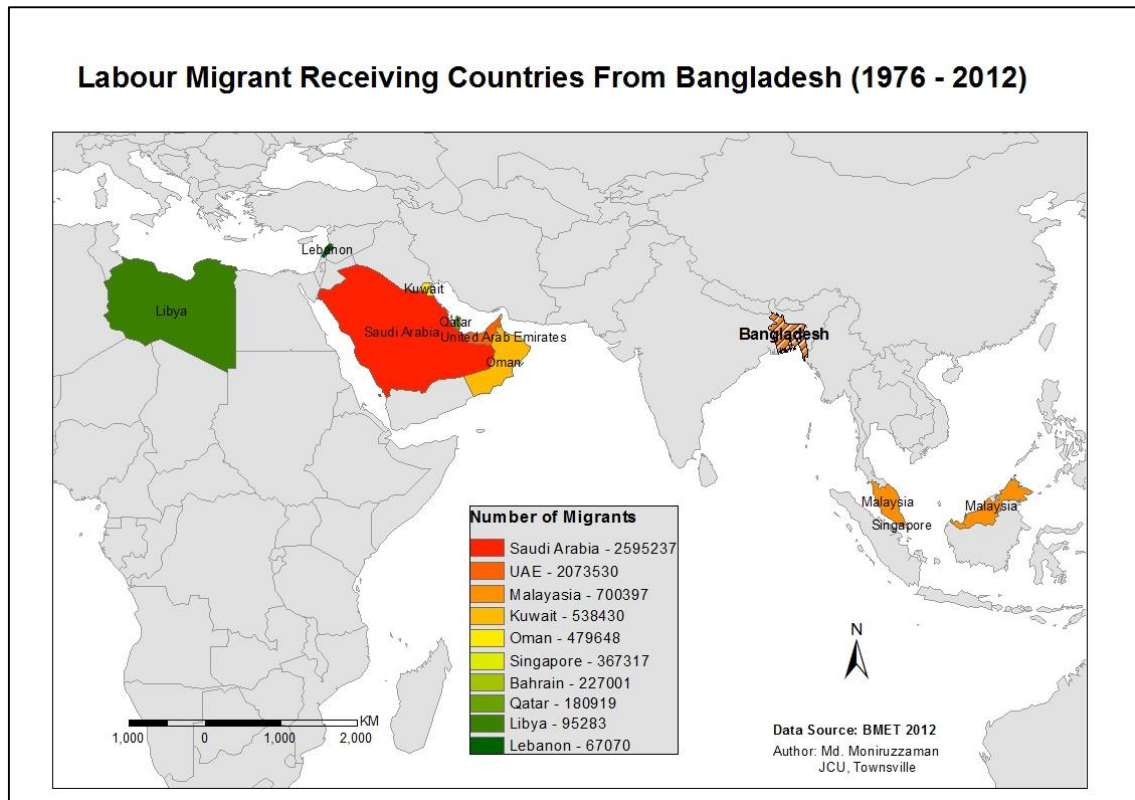 Labour Migrant Receiving Countries From Bangladesh (1976 - 2012)
Lebanon
Libya
Kuwait
Saudi Arabia
Qatar
United Arab Emirates
Oman
Bangladesh
Malaysia
Malaysia
Singapore
Number of Migrants
Saudi Arabia - 2595237
UAE - 2073530
Malayasia - 700397
Kuwait - 538430
Oman - 479648
Singapore - 367317
Bahrain - 227001
Qatar - 180919
Libya - 95283
Lebanon - 67070
N
KM
1,000 0 1,000 2,000
Data Source: BMET 2012
Author: Md. Moniruzzaman
JCU, Townsville